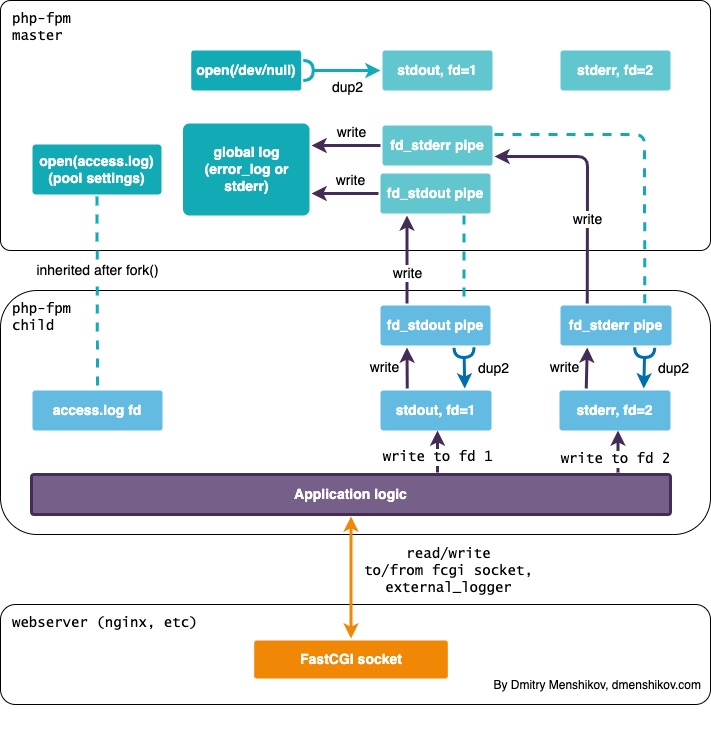 php-fpm
master
open(/dev/null)
dup2
stdout, fd=1
stderr, fd=2
open(access.log)
(pool settings)
global log
(error_log or
stderr)
write
fd_stderr pipe
write
fd_stdout pipe
write
inherited after fork()
write
php-fpm
child
fd_stdout pipe
fd_stderr pipe
write
dup2
write
dup2
access.log fd
stdout, fd=1
stderr, fd=2
write to fd 1
write to fd 2
Application logic
read/write
to/from fcgi socket,
external_logger
webserver (nginx, etc)
FastCGI socket
By Dmitry Menshikov, dmenshikov.com